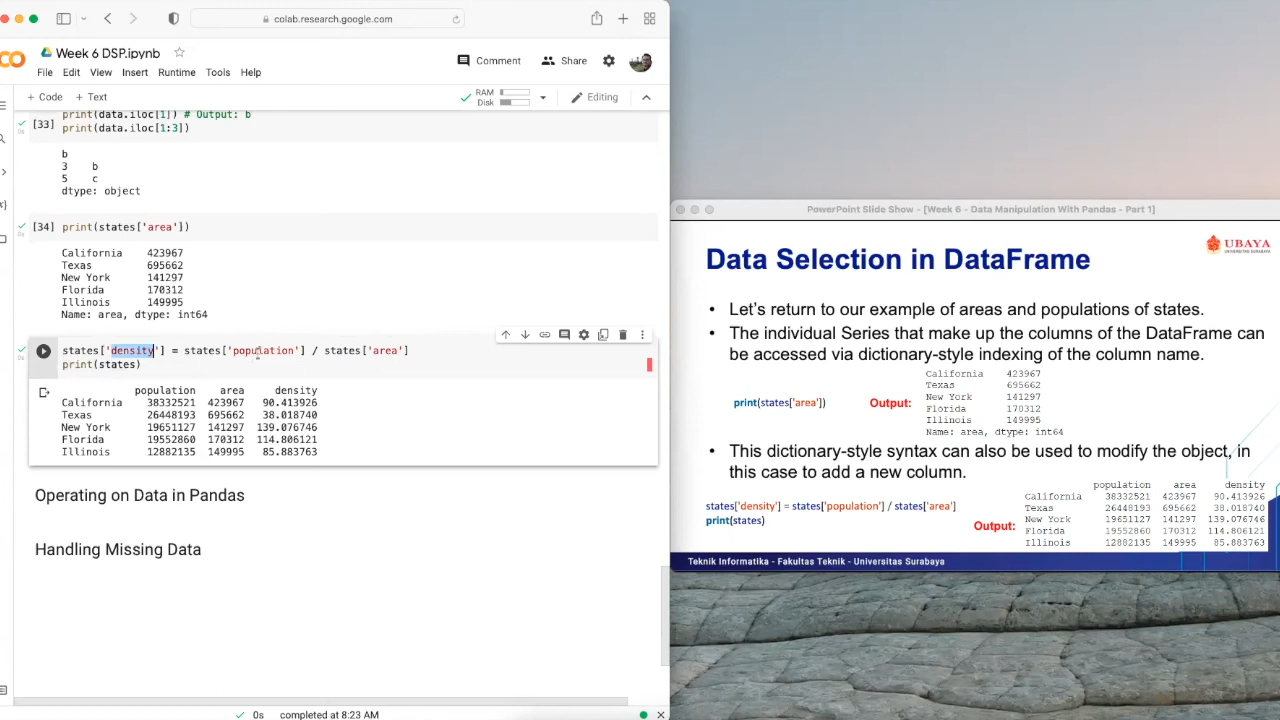 colab.research.google.com
Week 6 DSP.ipynb
File Edit View Insert Runtime Tools Help
Comment Share
+ Code + Text
RAM
Disk
Editing
print(data.iloc[1]) # Output: b
[33] print(data.iloc[1:3])
b
3 b
5 c
dtype: object
[34] print(states['area'])
California 423967
Texas 695662
New York 141297
Florida 170312
Illinois 149995
Name: area, dtype: int64
states['density'] = states['population'] / states['area']
print(states)
population area density
California 38332521 423967 90.413926
Texas 26448193 695662 38.018740
New York 19651127 141297 139.076746
Florida 19552860 170312 114.806121
Illinois 12882135 149995 85.883763
Operating on Data in Pandas
Handling Missing Data
0s completed at 8:23 AM
PowerPoint Slide Show - [Week 6 - Data Manipulation With Pandas - Part 1]
UBAYA
UNIVERSITAS SURABAYA
Data Selection in DataFrame
• Let's return to our example of areas and populations of states.
• The individual Series that make up the columns of the DataFrame can
be accessed via dictionary-style indexing of the column name.
print(states['area'])
Output:
California 423967
Texas 695662
New York 141297
Florida 170312
Illinois 149995
Name: area, dtype: int64
• This dictionary-style syntax can also be used to modify the object, in
this case to add a new column.
states['density'] = states['population'] / states['area']
print(states)
Output:
population area density
California 38332521 423967 90.413926
Texas 26448193 695662 38.018740
New York 19651127 141297 139.076746
Florida 19552860 170312 114.806121
Illinois 12882135 149995 85.883763
Teknik Informatika - Fakultas Teknik - Universitas Surabaya